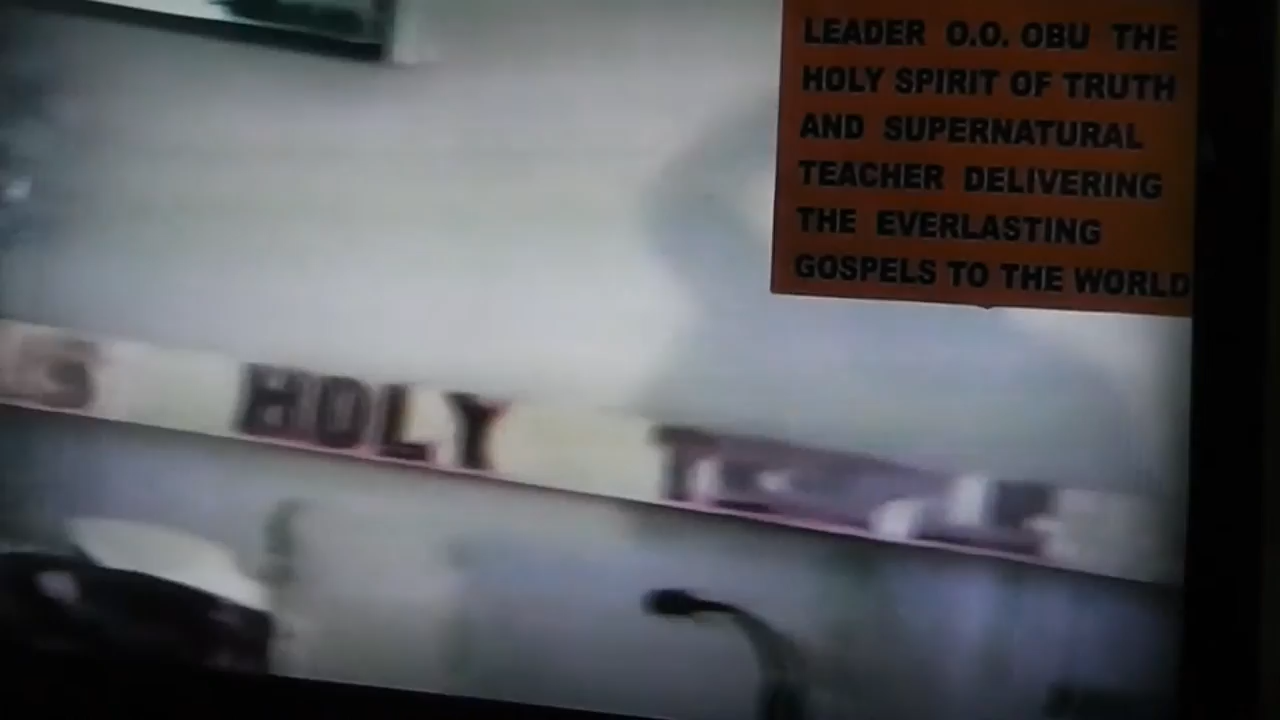 LEADER O.O. OBU THE
HOLY SPIRIT OF TRUTH
AND SUPERNATURAL
TEACHER DELIVERING
THE EVERLASTING
GOSPELS TO THE WORLD
HOLY